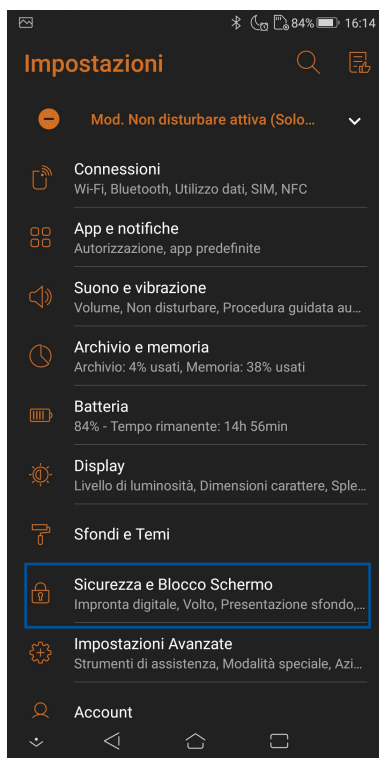 84% 16:14
Impostazioni
Mod. Non disturbare attiva (Solo...
Connessioni
Wi-Fi, Bluetooth, Utilizzo dati, SIM, NFC
App e notifiche
Autorizzazione, app predefinite
Suono e vibrazione
Volume, Non disturbare, Procedura guidata au...
Archivio e memoria
Archivio: 4% usati, Memoria: 38% usati
Batteria
84% - Tempo rimanente: 14h 56min
Display
Livello di luminosità, Dimensioni carattere, Sple...
Sfondi e Temi
Sicurezza e Blocco Schermo
Impronta digitale, Volto, Presentazione sfondo,...
Impostazioni Avanzate
Strumenti di assistenza, Modalità speciale, Azi...
Account